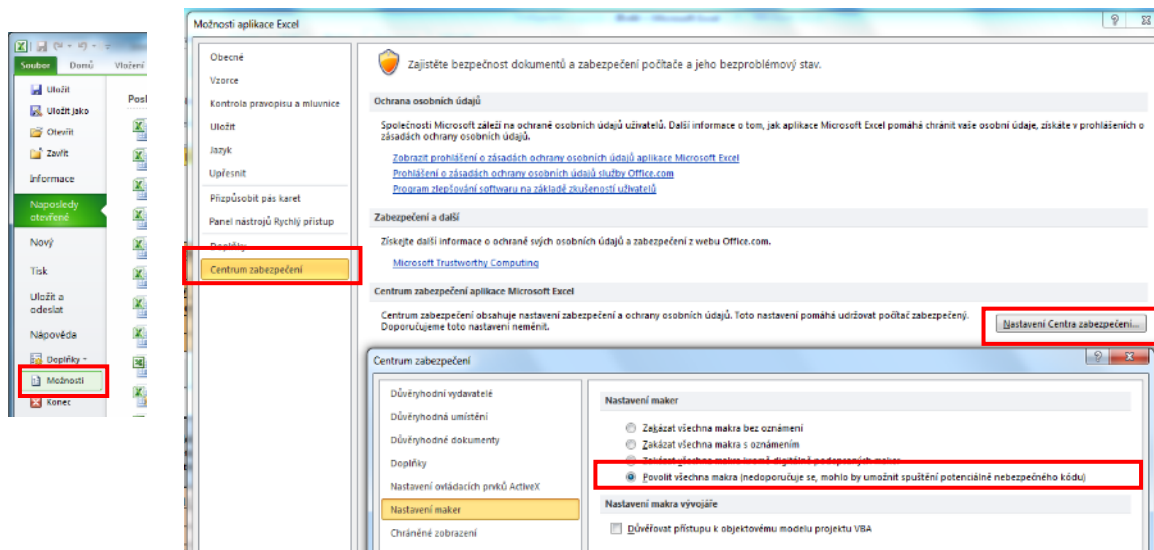 Možnosti aplikace Excel
Soubor Domů Vložení
Uložit
Uložit jako
Otevřít
Zavřít
Informace
Naposledy
otevřené
Nový
Tisk
Uložit a
odeslat
Nápověda
Doplňky
Možnosti
Konec
Posl
Obecné
Vzorce
Kontrola pravopisu a mluvnice
Uložit
Jazyk
Upřesnit
Přizpůsobit pás karet
Panel nástrojů Rychlý přístup
Doplňky
Centrum zabezpečení
Zajistěte bezpečnost dokumentů a zabezpečení počítače a jeho bezproblémový stav.
Ochrana osobních údajů
Společnosti Microsoft záleží na ochraně osobních údajů uživatelů. Další informace o tom, jak aplikace Microsoft Excel pomáhá chránit vaše osobní údaje, získáte v prohlášeních o
zásadách ochrany osobních údajů.
Zobrazit prohlášení o zásadách ochrany osobních údajů aplikace Microsoft Excel
Prohlášení o zásadách ochrany osobních údajů služby Office.com
Program zlepšování softwaru na základě zkušeností uživatelů
Zabezpečení a další
Získejte další informace o ochraně svých osobních údajů a zabezpečení z webu Office.com.
Microsoft Trustworthy Computing
Centrum zabezpečení aplikace Microsoft Excel
Centrum zabezpečení obsahuje nastavení zabezpečení a ochrany osobních údajů. Toto nastavení pomáhá udržovat počítač zabezpečený.
Doporučujeme toto nastavení neměnit.
Nastavení Centra zabezpečení...
Centrum zabezpečení
Důvěryhodní vydavatelé
Důvěryhodná umístění
Důvěryhodné dokumenty
Doplňky
Nastavení ovládacích prvků ActiveX
Nastavení maker
Chráněné zobrazení
Nastavení maker
Zakázat všechna makra bez oznámení
Zakázat všechna makra s oznámením
Zakázat všechna makra kromě digitálně podepsaných maker
Povolit všechna makra (nedoporučuje se, mohlo by umožnit spuštění potenciálně nebezpečného kódu)
Nastavení makra vývojáře
Důvěřovat přístupu k objektovému modelu projektu VBA